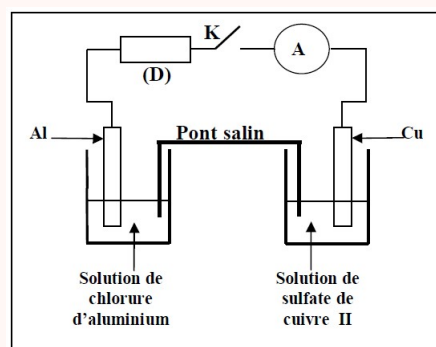 K
A
(D)
Al
Pont salin
Cu
Solution de
chlorure
d'aluminium
Solution de
sulfate de
cuivre II